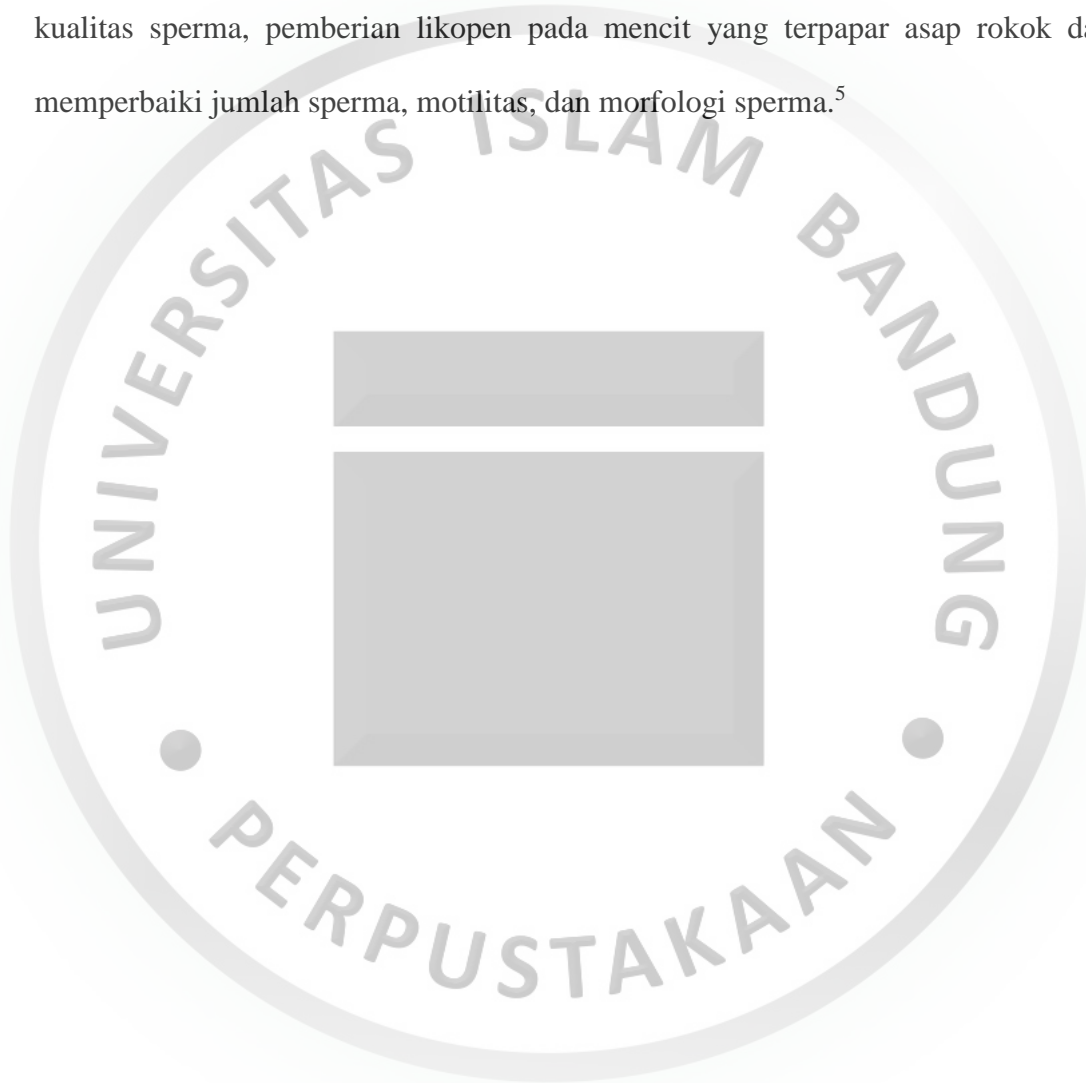 kualitas sperma, pemberian likopen pada mencit yang terpapar asap rokok
memperbaiki jumlah sperma, motilitas, dan morfologi sperma.5
UNIVERSITAS ISLAM BANDUNG
PERPUSTAKAAN